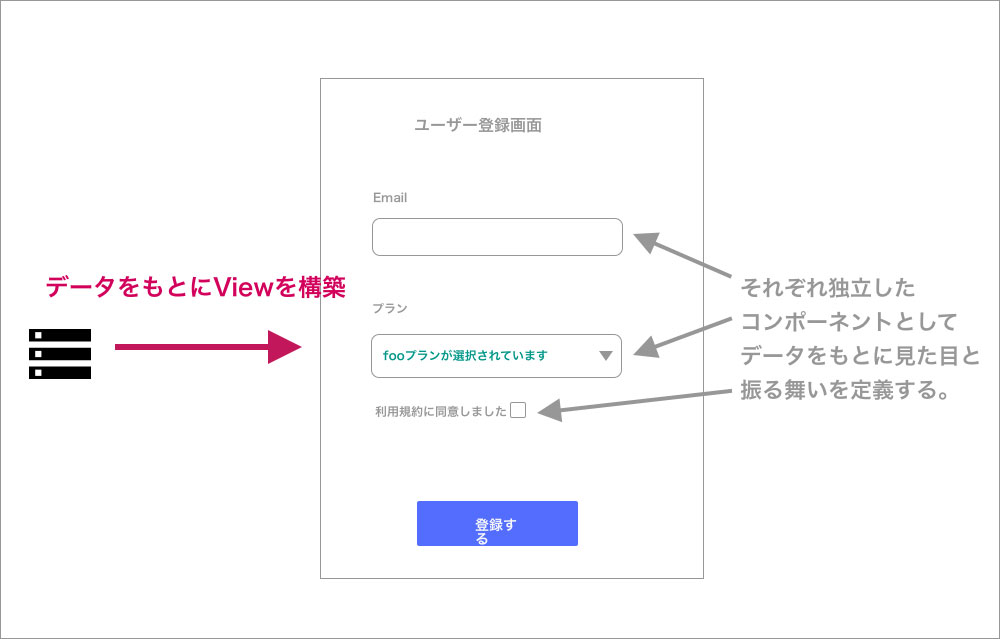 ユーザー登録画面
Email
データをもとにViewを構築
プラン
fooプランが選択されています
利用規約に同意しました
登録す
る
それぞれ独立した
コンポーネントとして
データをもとに見た目と
振る舞いを定義する。